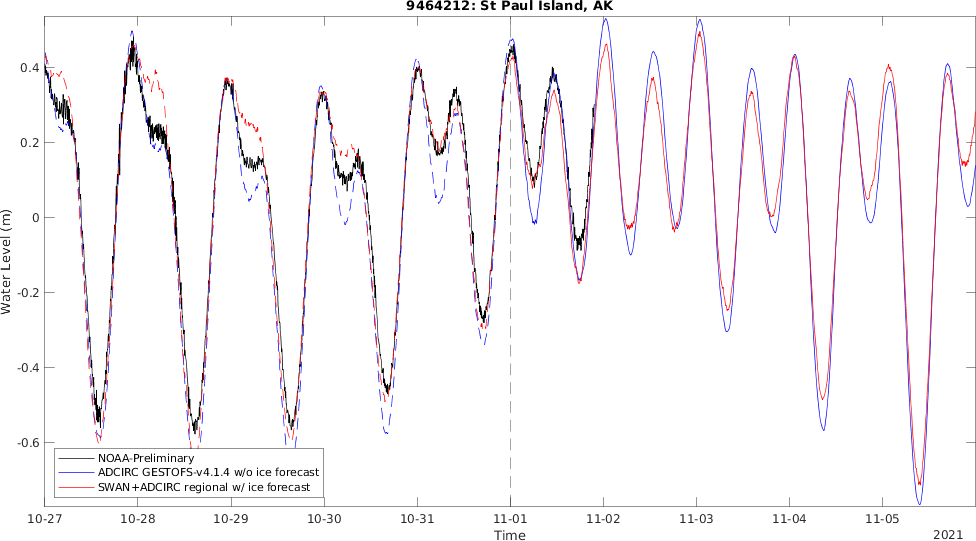 9464212: St Paul Island, AK
0.4
0.2
0
-0.2
-0.4
-0.6
Water Level (m)
NOAA-Preliminary
ADCIRC GESTOFS-v4.1.4 w/o ice forecast
SWAN+ADCIRC regional w/ ice forecast
10-27 10-28 10-29 10-30 10-31 11-01 11-02 11-03 11-04 11-05
Time
2021